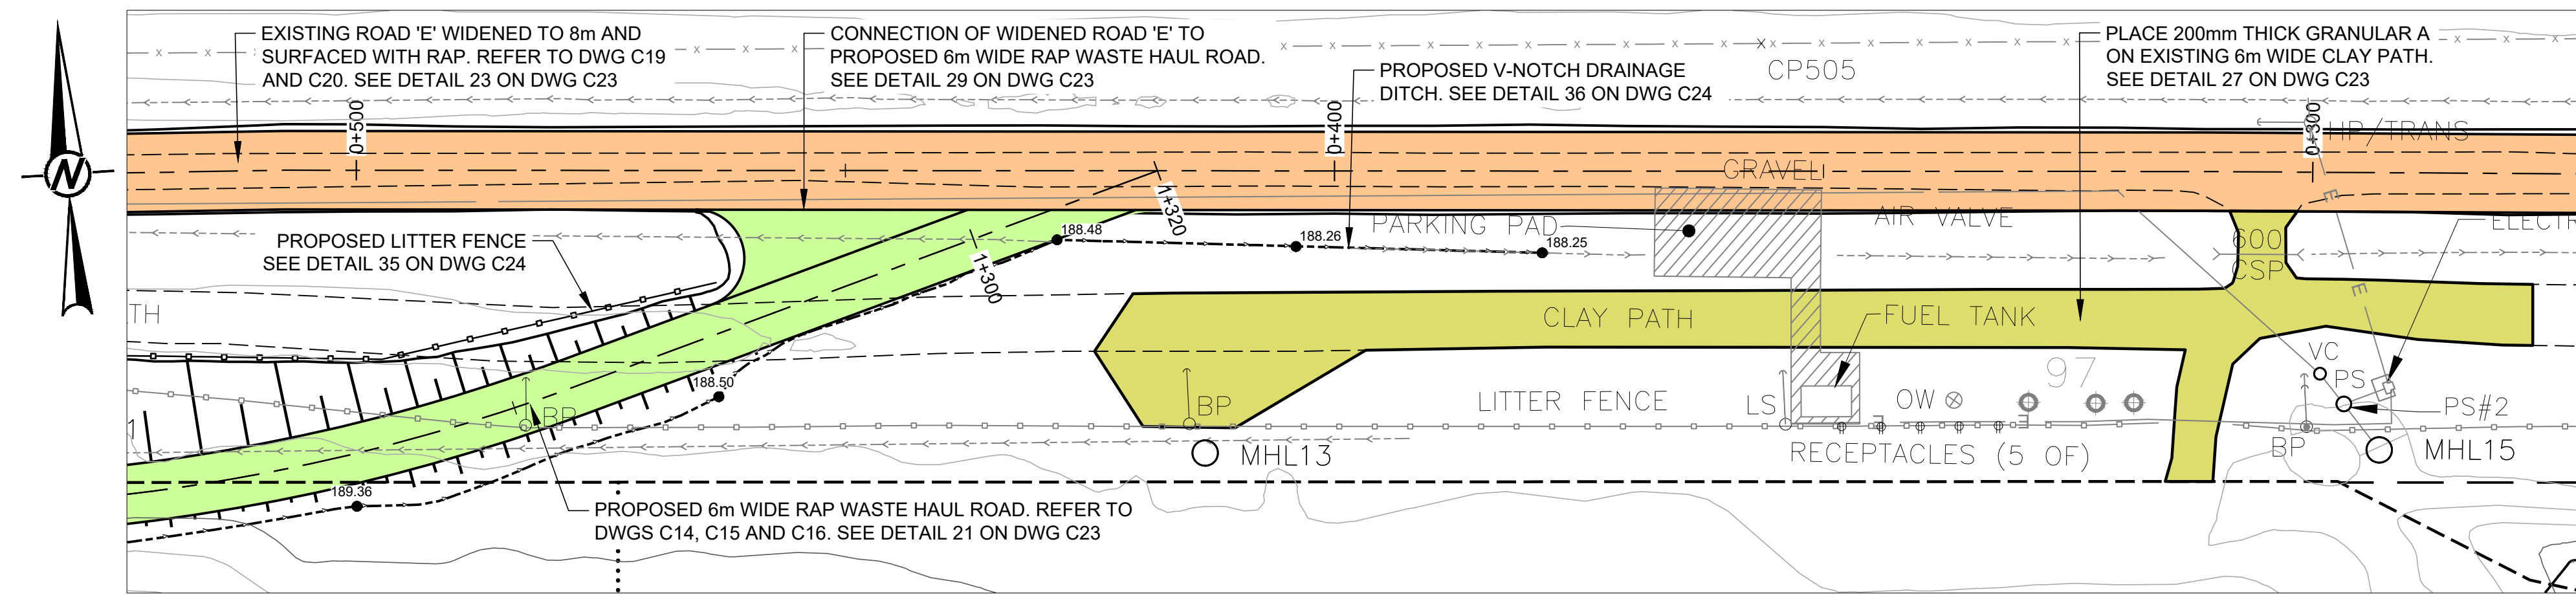 EXISTING ROAD 'E' WIDENED TO 8m AND
SURFACED WITH RAP. REFER TO DWG C19
AND C20. SEE DETAIL 23 ON DWG C23
CONNECTION OF WIDENED ROAD 'E' TO
PROPOSED 6m WIDE RAP WASTE HAUL ROAD.
SEE DETAIL 29 ON DWG C23
PROPOSED V-NOTCH DRAINAGE
DITCH. SEE DETAIL 36 ON DWG C24
CP505
PLACE 200mm THICK GRANULAR A
ON EXISTING 6m WIDE CLAY PATH.
SEE DETAIL 27 ON DWG C23
N
0+500
0+400
0+300
HP/TRANS
GRAVEL
PARKING PAD
AIR VALVE
ELECTR
1+320
1+300
188.48
188.26
188.25
PROPOSED LITTER FENCE
SEE DETAIL 35 ON DWG C24
600
CSP
E
E
TH
CLAY PATH
FUEL TANK
VC
PS
97
188.50
BP
BP
LITTER FENCE
LS
OW
PS#2
1
MHL13
RECEPTACLES (5 OF)
BP
MHL15
189.36
PROPOSED 6m WIDE RAP WASTE HAUL ROAD. REFER TO
DWGS C14, C15 AND C16. SEE DETAIL 21 ON DWG C23